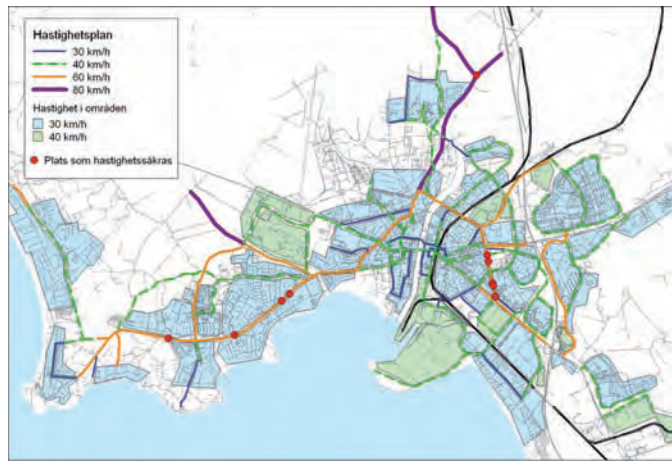 Hastighetsplan
30 km/h
40 km/h
60 km/h
80 km/h
Hastighet i områden
30 km/h
40 km/h
Plats som hastighetssäkras